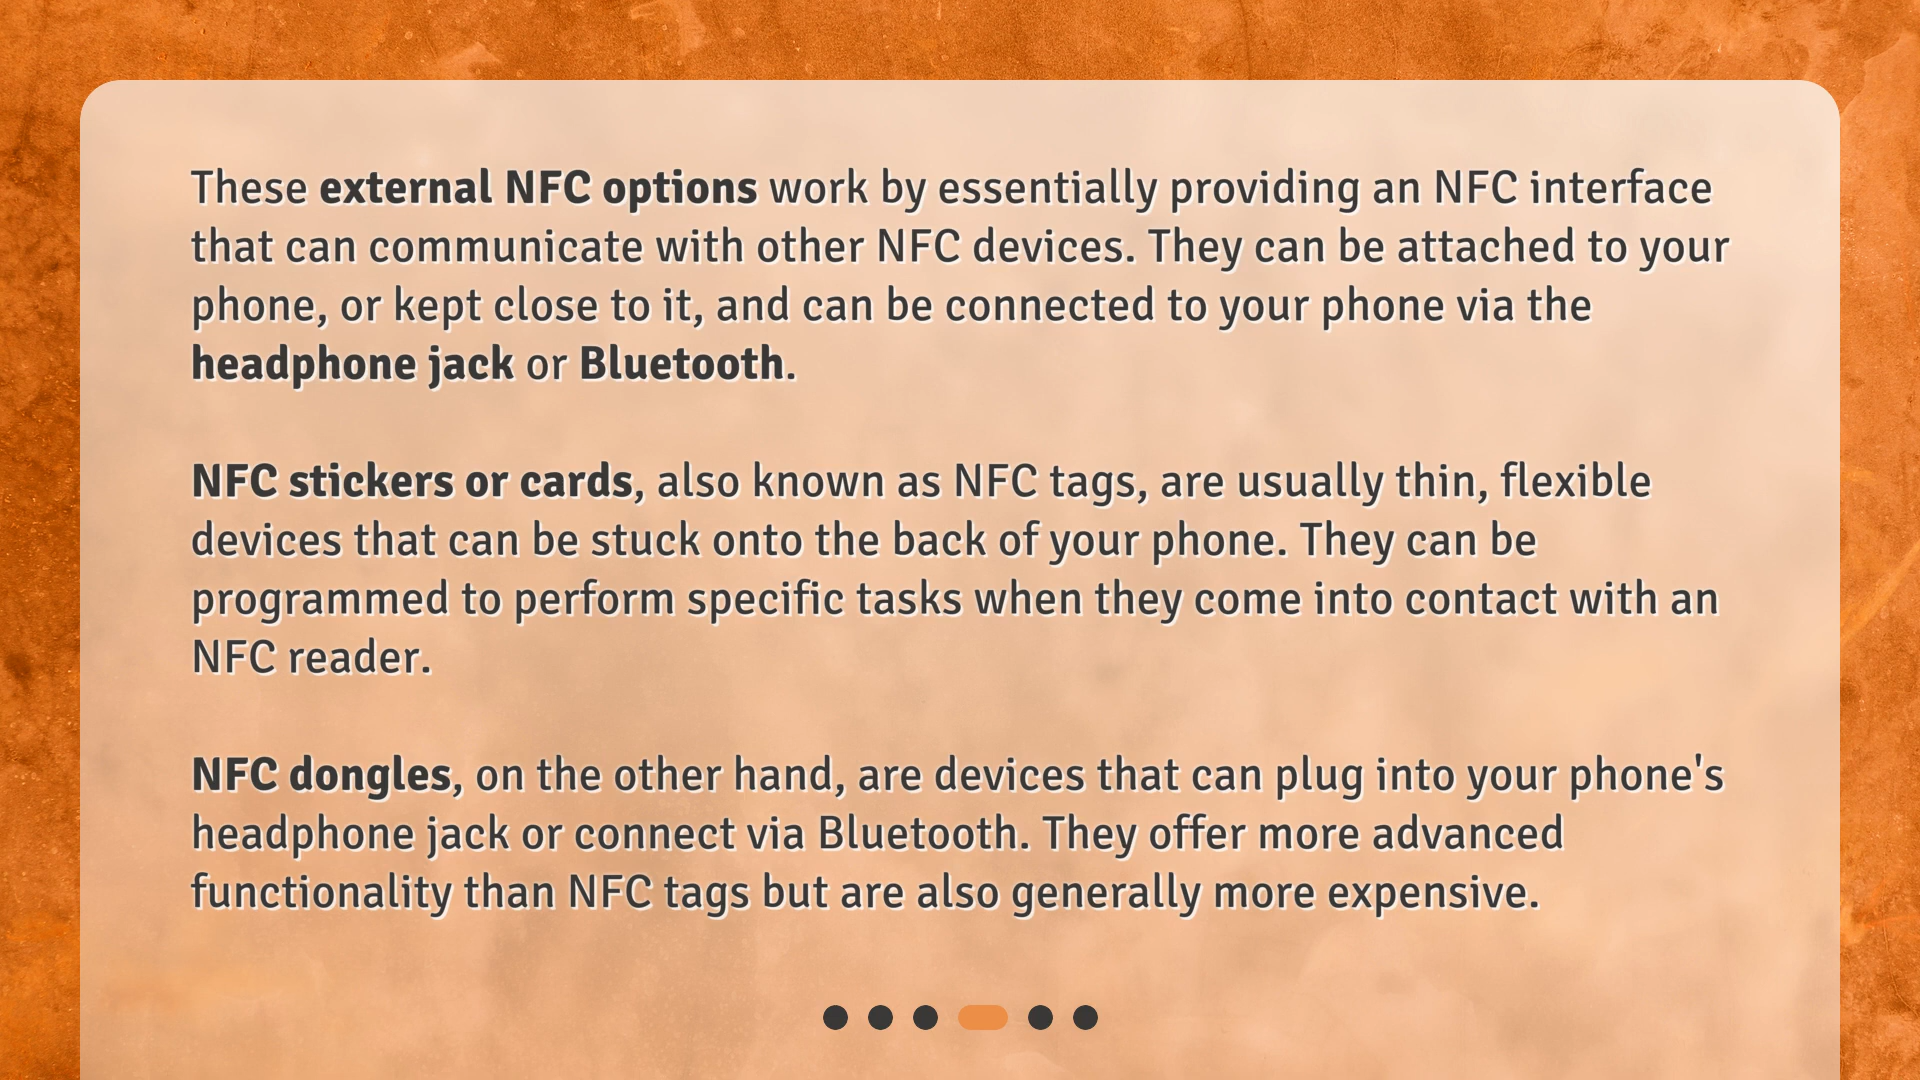 These external NFC options work by essentially providing an NFC interface
that can communicate with other NFC devices. They can be attached to your
phone, or kept close to it, and can be connected to your phone via the
headphone jack or Bluetooth.
NFC stickers or cards, also known as NFC tags, are usually thin, flexible
devices that can be stuck onto the back of your phone. They can be
programmed to perform specific tasks when they come into contact with an
NFC reader.
NFC dongles, on the other hand, are devices that can plug into your phone's
headphone jack or connect via Bluetooth. They offer more advanced
functionality than NFC tags but are also generally more expensive.